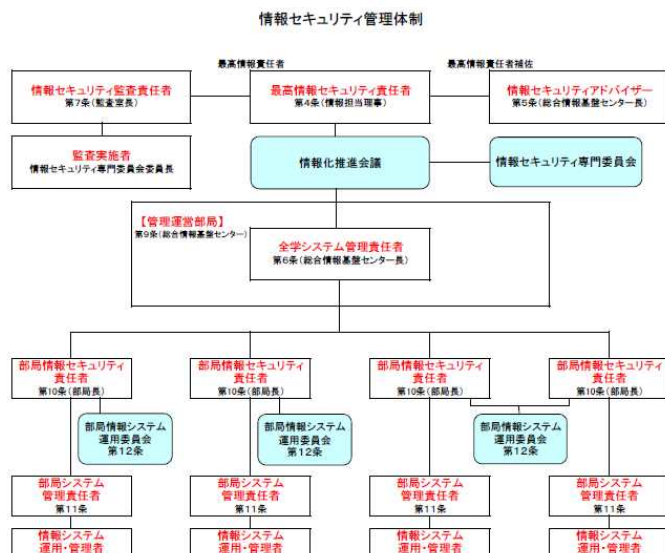 情報セキュリティ管理体制
最高情報責任者
最高情報責任者補佐
情報セキュリティ監査責任者
第7条(監査室長)
最高情報セキュリティ責任者
第4条(情報担当理事)
情報セキュリティアドバイザー
第5条(総合情報基盤センター長)
監査実施者
情報セキュリティ専門委員会委員長
情報化推進会議
情報セキュリティ専門委員会
【管理運営部局】
第9条(総合情報基盤センター)
全学システム管理責任者
第6条(総合情報基盤センター長)
部局情報セキュリティ
責任者
第10条(部局長)
部局情報セキュリティ
責任者
第10条(部局長)
部局情報セキュリティ
責任者
第10条(部局長)
部局情報セキュリティ
責任者
第10条(部局長)
部局情報システム
運用委員会
第12条
部局情報システム
運用委員会
第12条
部局情報システム
運用委員会
第12条
部局システム
管理責任者
第11条
部局システム
管理責任者
第11条
部局システム
管理責任者
第11条
部局システム
管理責任者
第11条
情報システム
運用・管理者
情報システム
運用・管理者
情報システム
運用・管理者
情報システム
運用・管理者